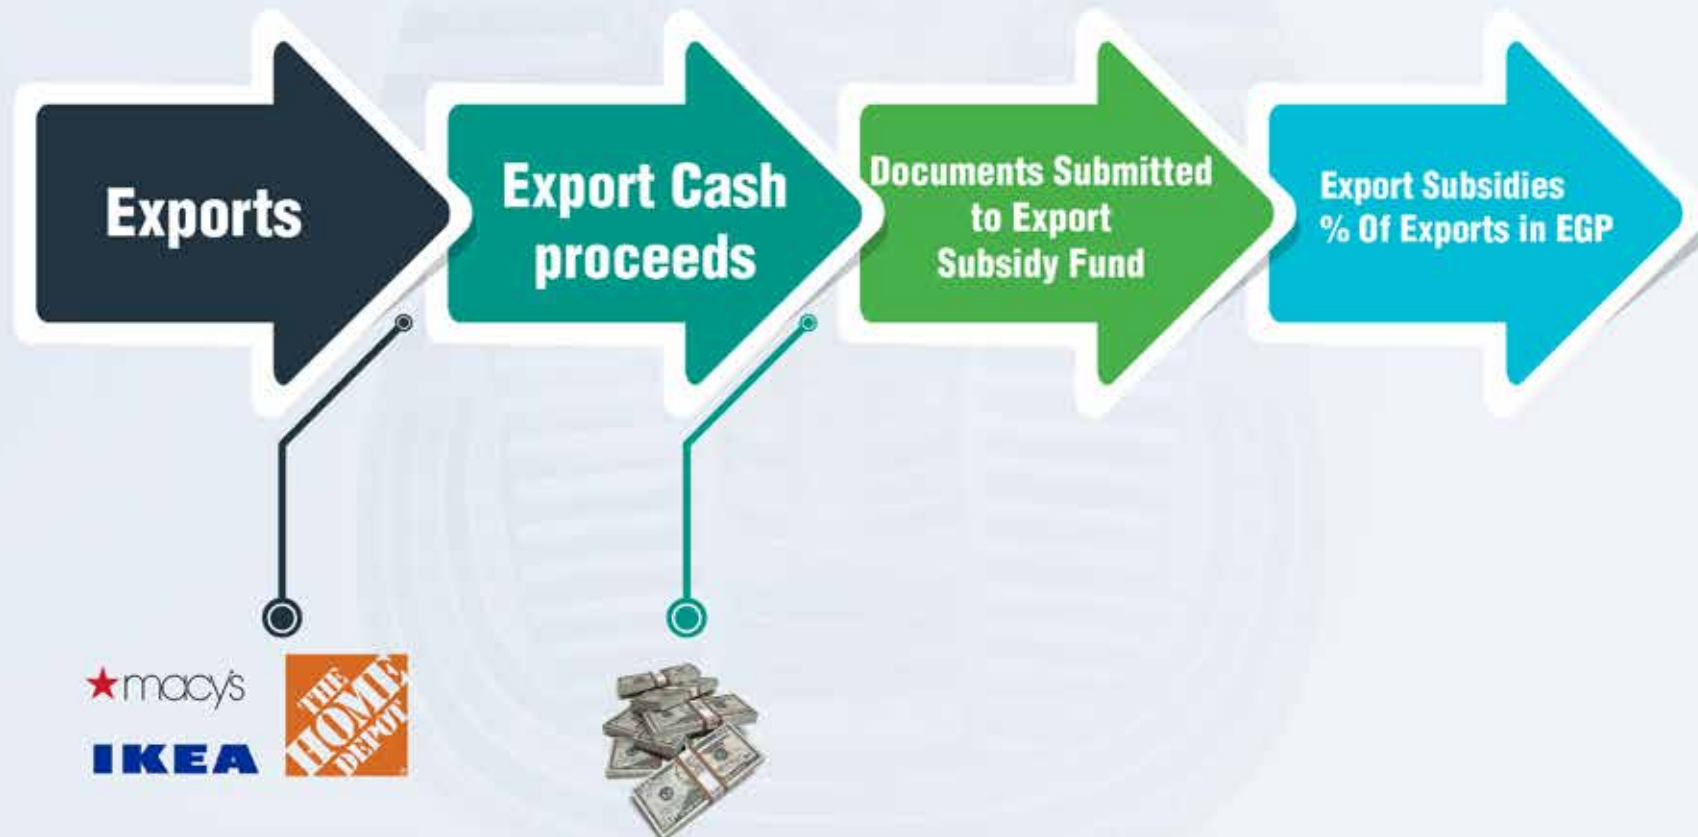 Exports
Export Cash
proceeds
Documents Submitted
to Export
Subsidy Fund
Export Subsidies
% Of Exports in EGP
macy's
IKEA
THE
HOME
DEPOT